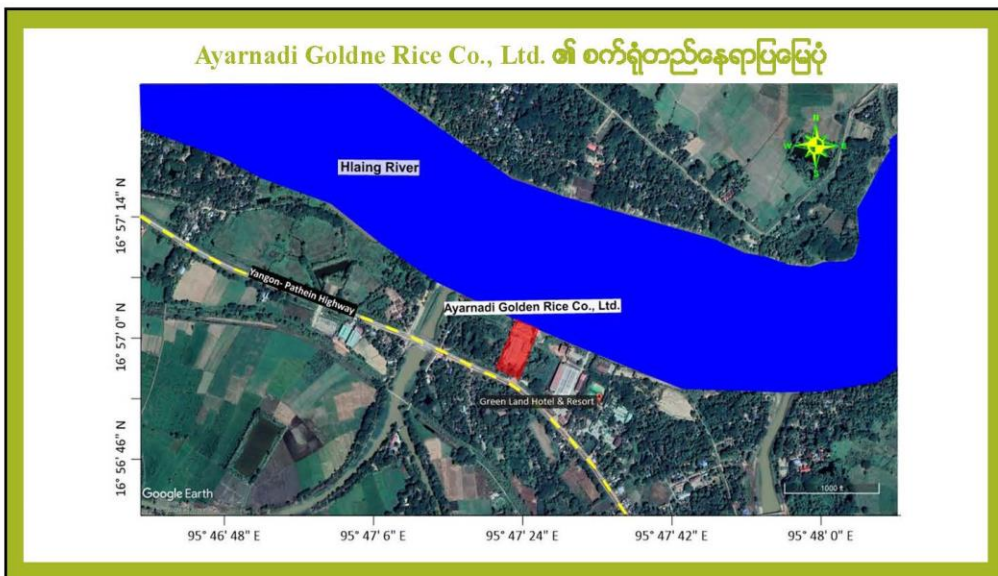 Ayarnadi Goldne Rice Co., Ltd. ၏ စက်ရုံတည်နေရာပြမြေပုံ
N
W
E
S
Hlaing River
16° 57' 14" N
Yangon- Pathein Highway
Ayarnadi Golden Rice Co., Ltd.
16° 57' 0" N
Green Land Hotel & Resort
16° 56' 46" N
Google Earth
1000 ft
95° 46' 48" E
95° 47' 6" E
95° 47' 24" E
95° 47' 42" E
95° 48' 0" E